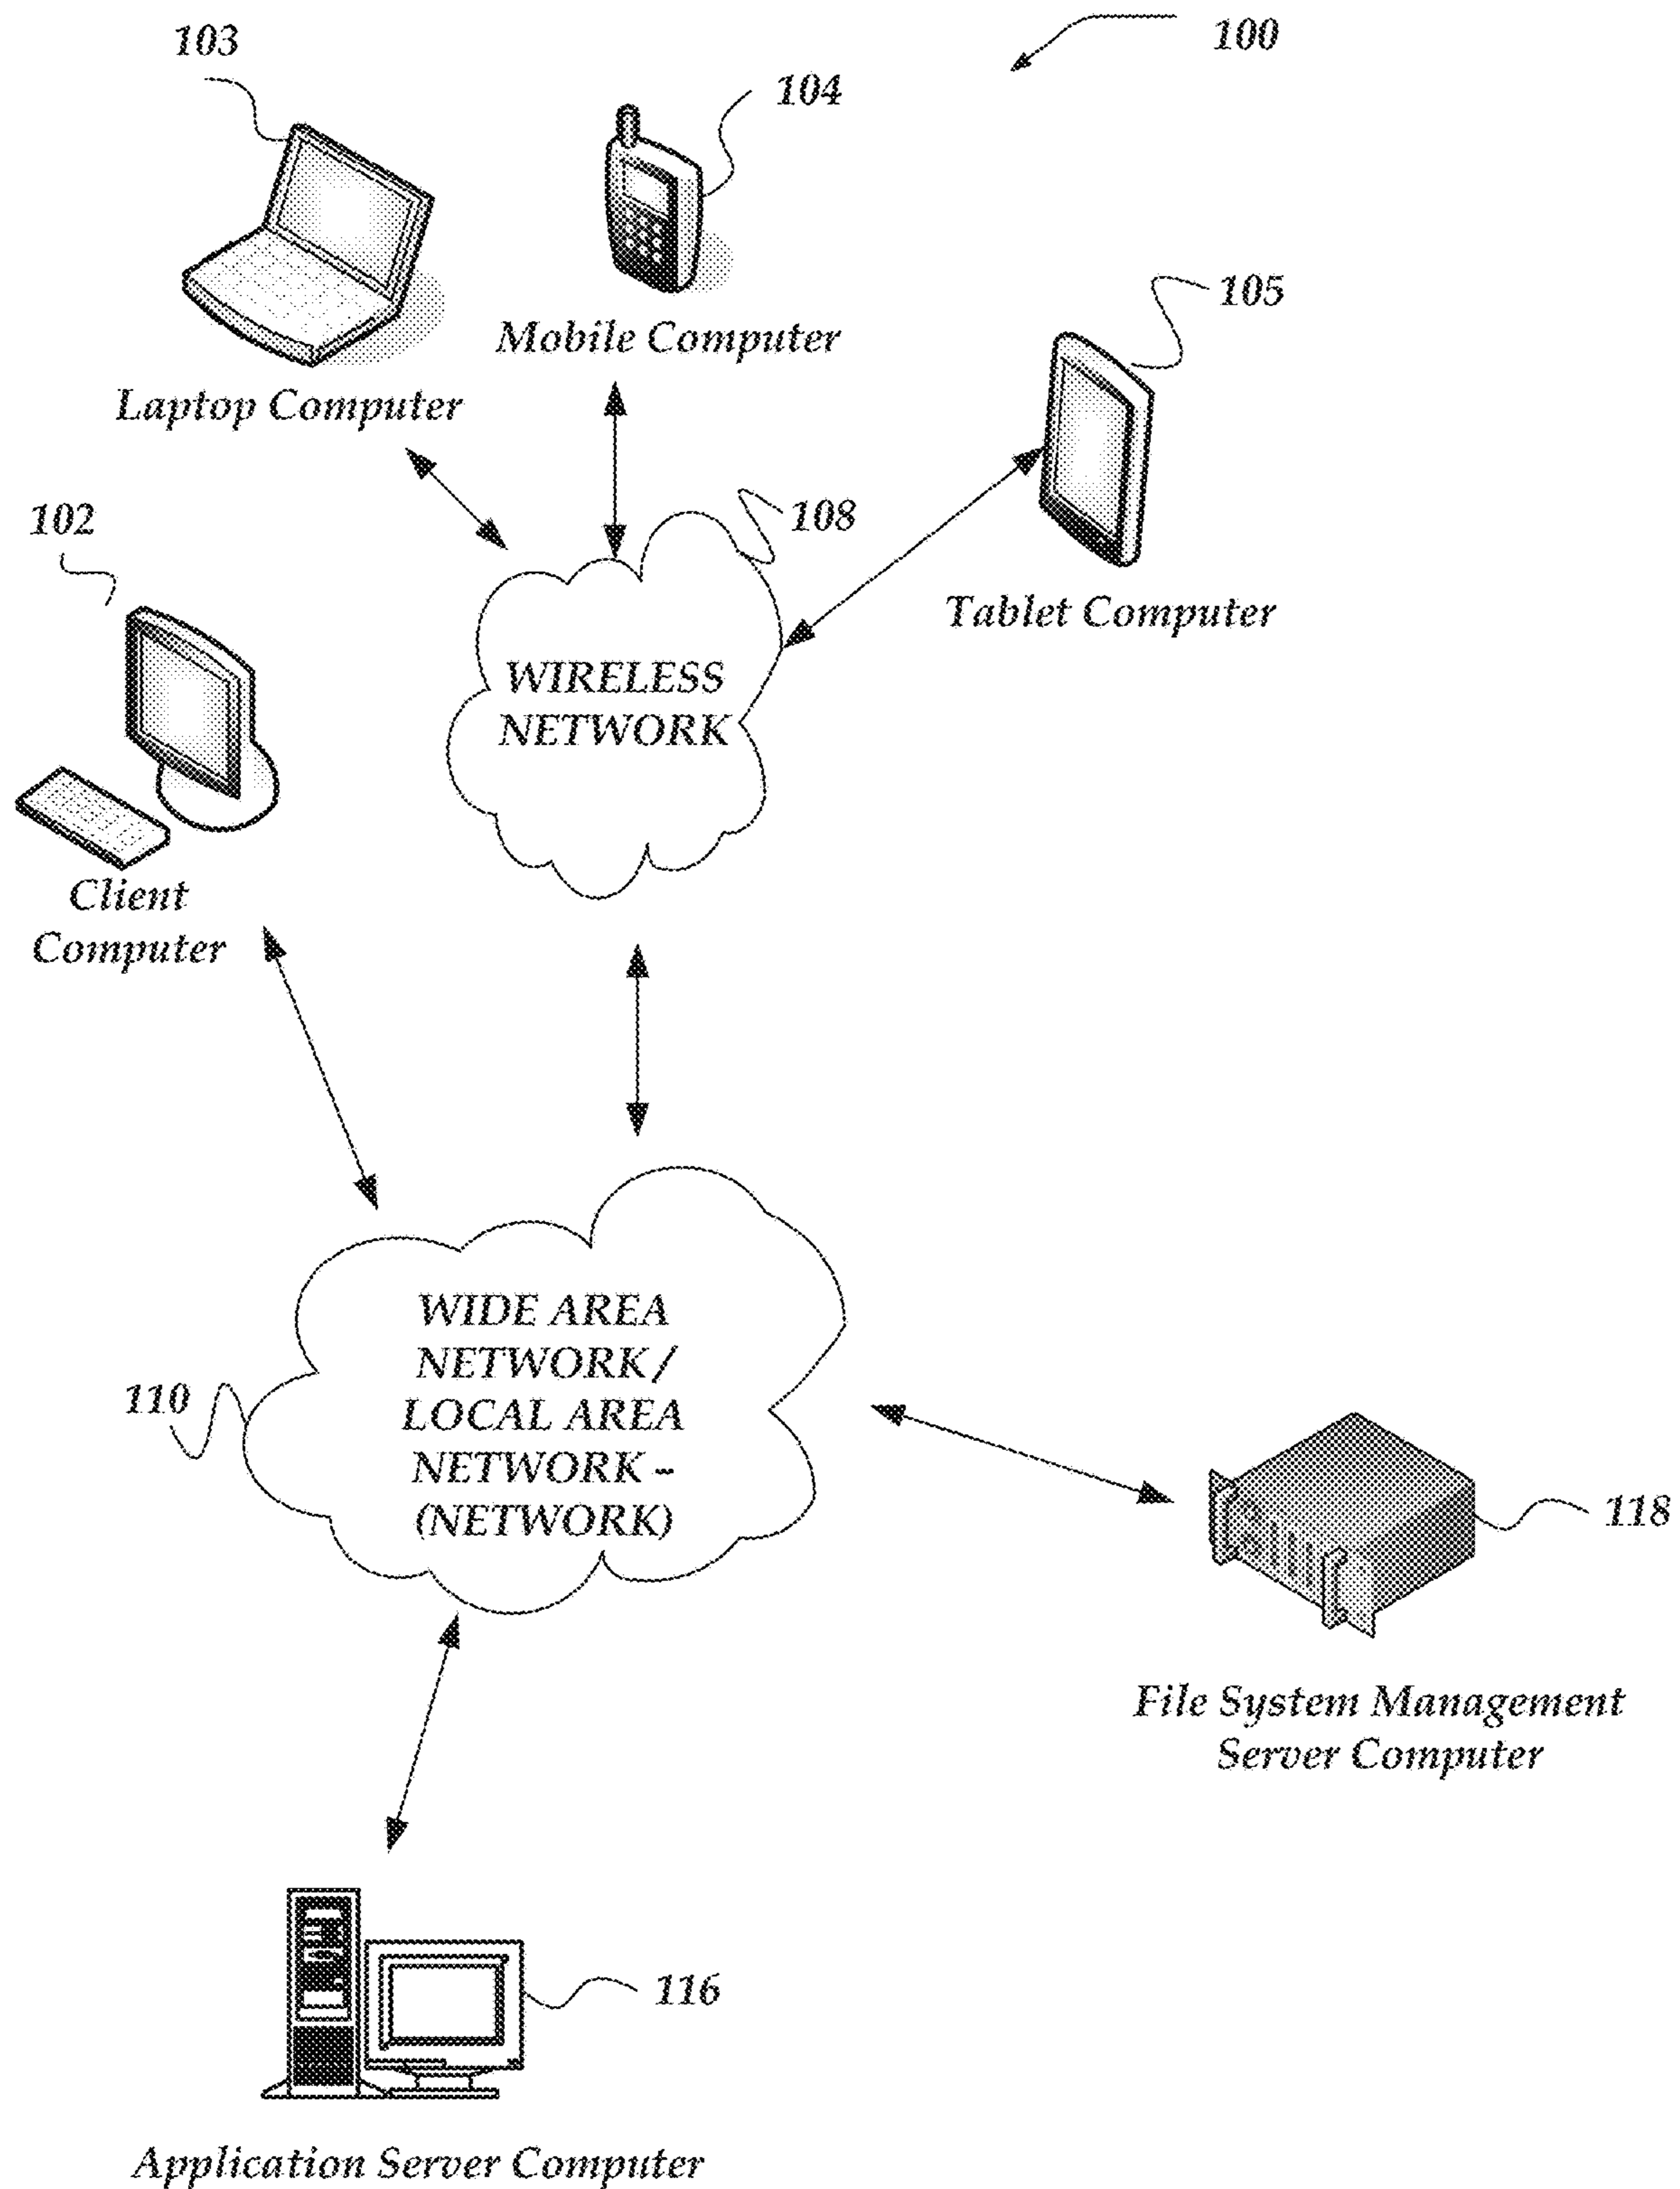 103
100
104
105
Mobile Computer
Laptop Computer
102
108
Tablet Computer
WIRELESS
NETWORK
Client
Computer
WIDE AREA
NETWORK /
LOCAL AREA
NETWORK –
(NETWORK)
110
118
File System Management
Server Computer
116
Application Server Computer